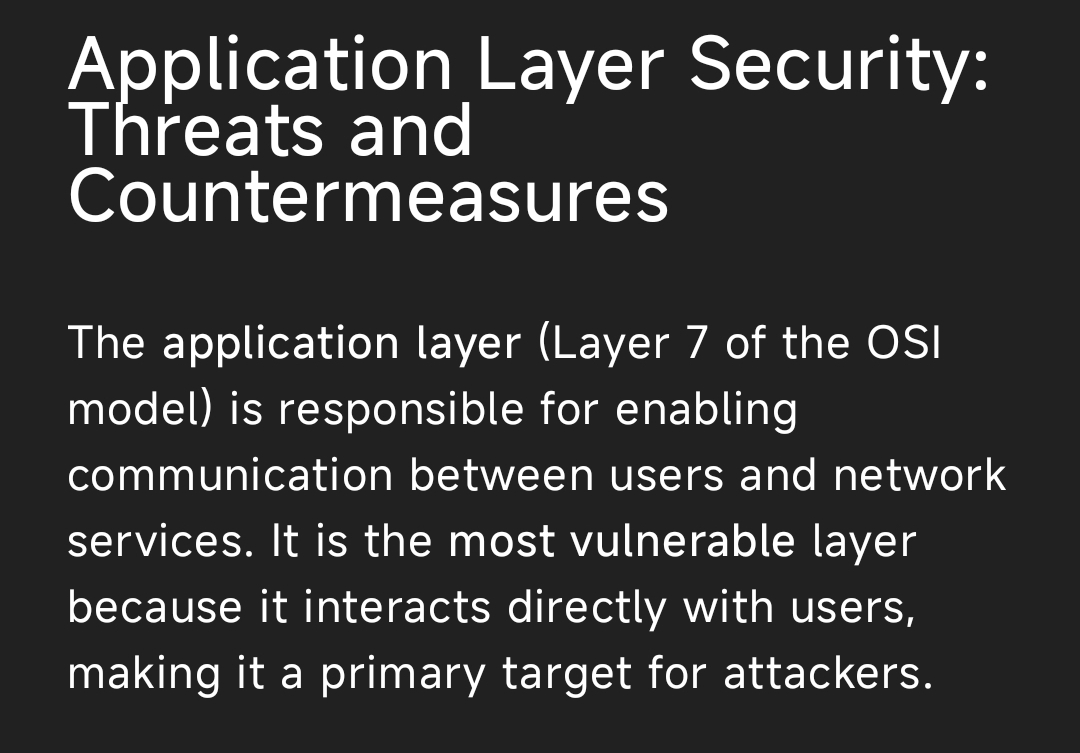 Application Layer Security:
Threats and
Countermeasures
The application layer (Layer 7 of the OSI
model) is responsible for enabling
communication between users and network
services. It is the most vulnerable layer
because it interacts directly with users,
making it a primary target for attackers.